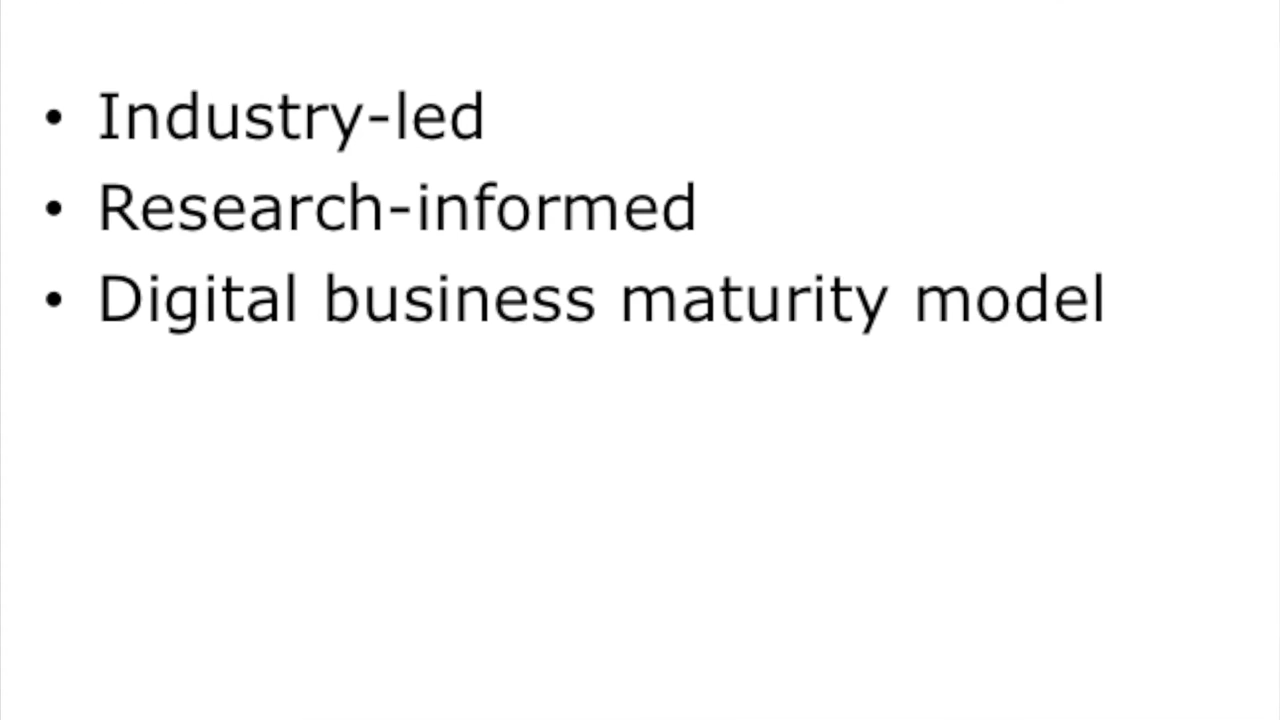 • Industry-led
• Research-informed
• Digital business maturity model